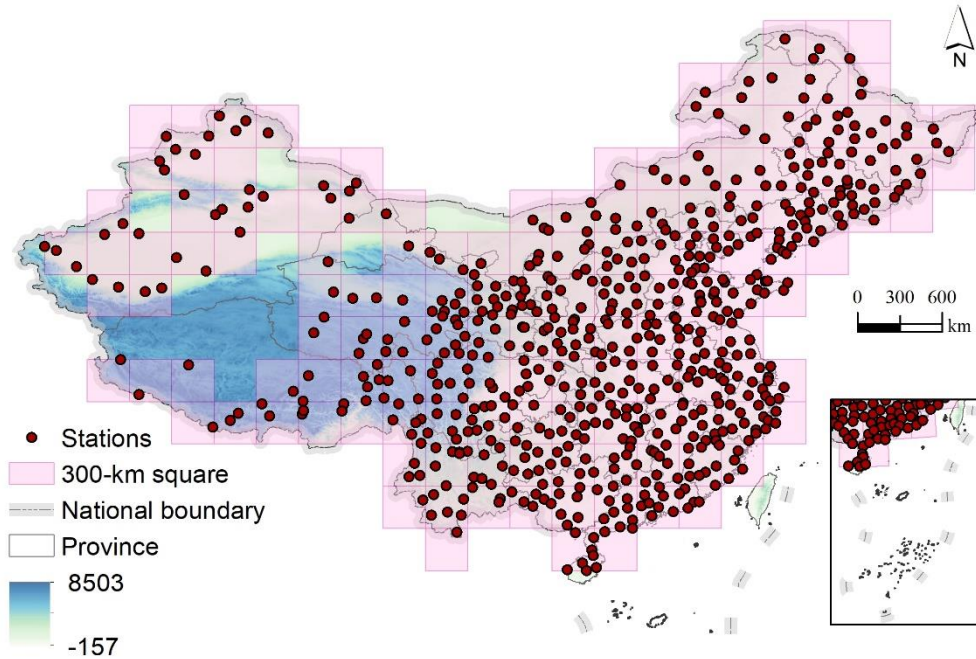 N
0 300 600
km
Stations
300-km square
National boundary
Province
8503
-157